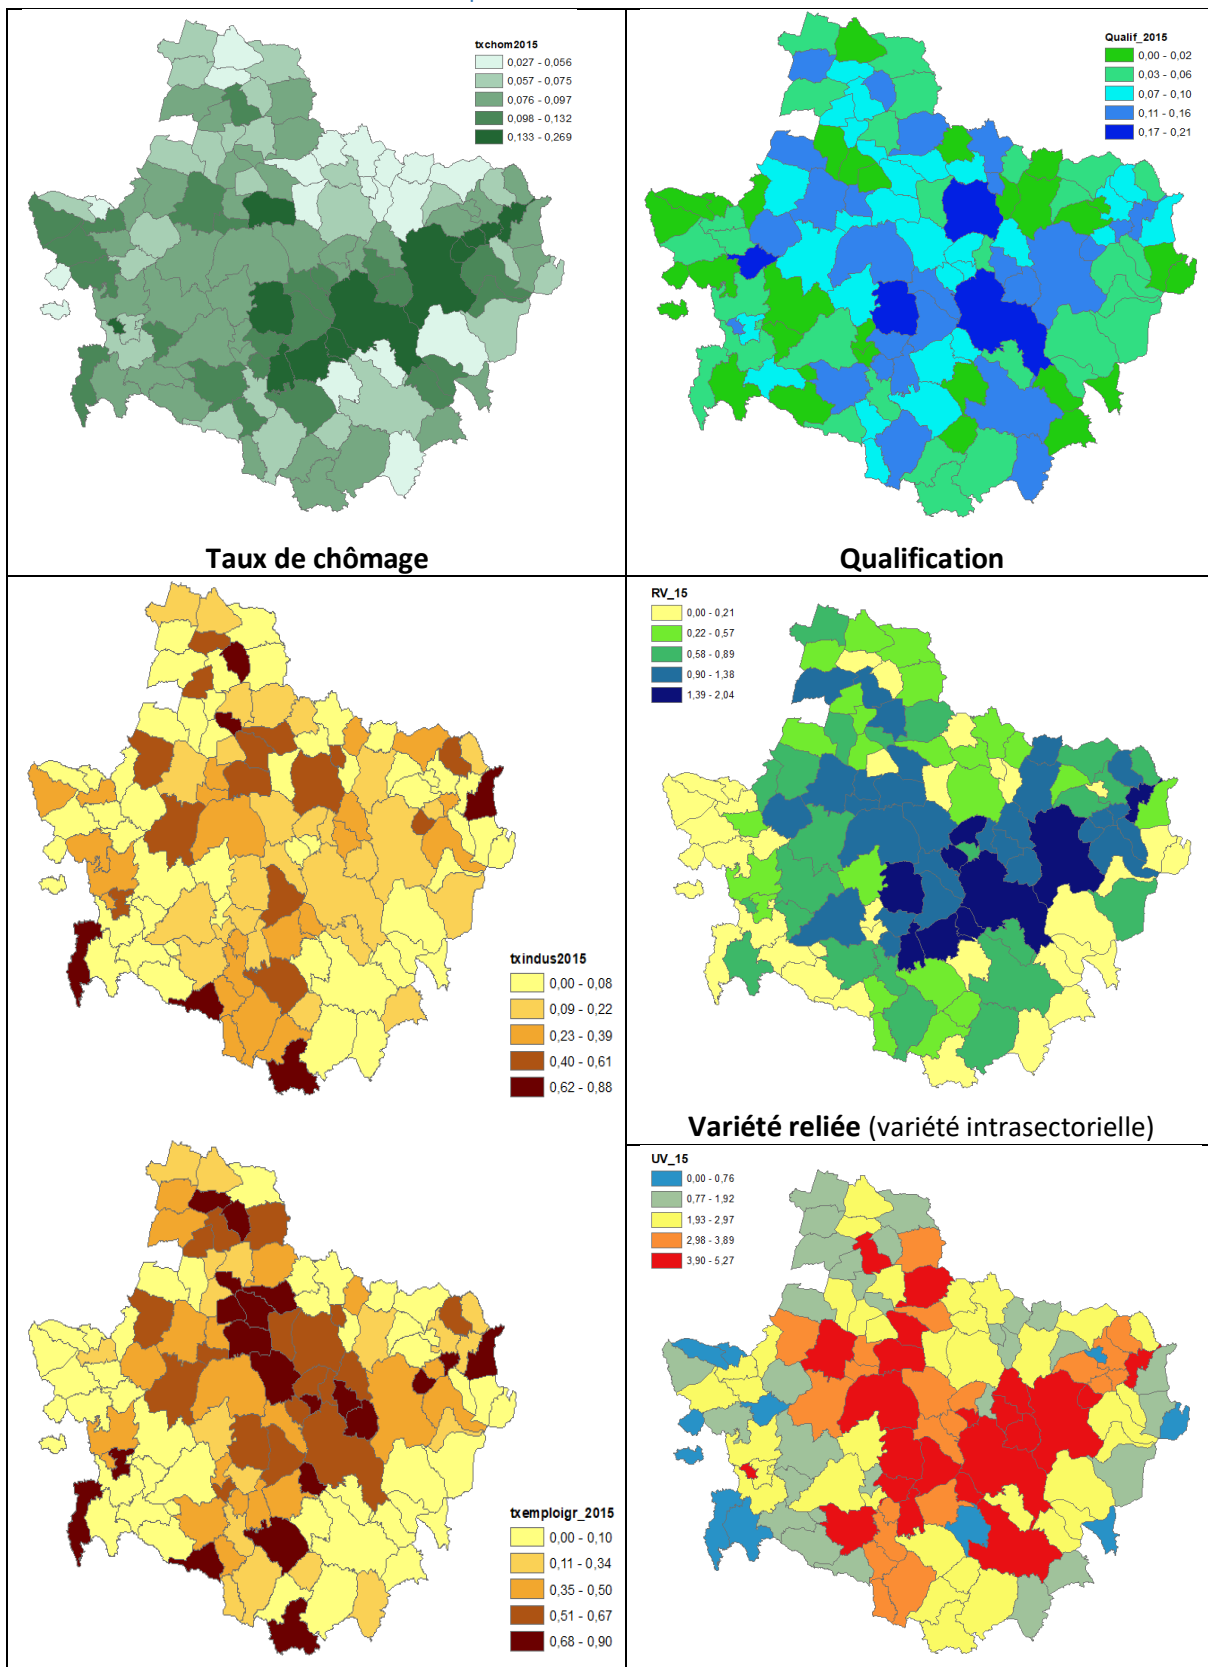 txchom2015
0,027 - 0,056
0,057 - 0,075
0,076 - 0,097
0,098 - 0,132
0,133 - 0,269
Taux de chômage
Qualif_2015
0,00 - 0,02
0,03 - 0,06
0,07 - 0,10
0,11 - 0,16
0,17 - 0,21
Qualification
txindus2015
0,00 - 0,08
0,09 - 0,22
0,23 - 0,39
0,40 - 0,61
0,62 - 0,88
RV_15
0,00 - 0,21
0,22 - 0,57
0,58 - 0,89
0,90 - 1,38
1,39 - 2,04
Variété reliée (variété intrasectorielle)
txemploigr_2015
0,00 - 0,10
0,11 - 0,34
0,35 - 0,50
0,51 - 0,67
0,68 - 0,90
UV_15
0,00 - 0,76
0,77 - 1,92
1,93 - 2,97
2,98 - 3,89
3,90 - 5,27